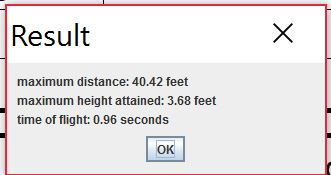 Result
maximum distance: 40.42 feet
maximum height attained: 3.68 feet
time of flight: 0.96 seconds
OK